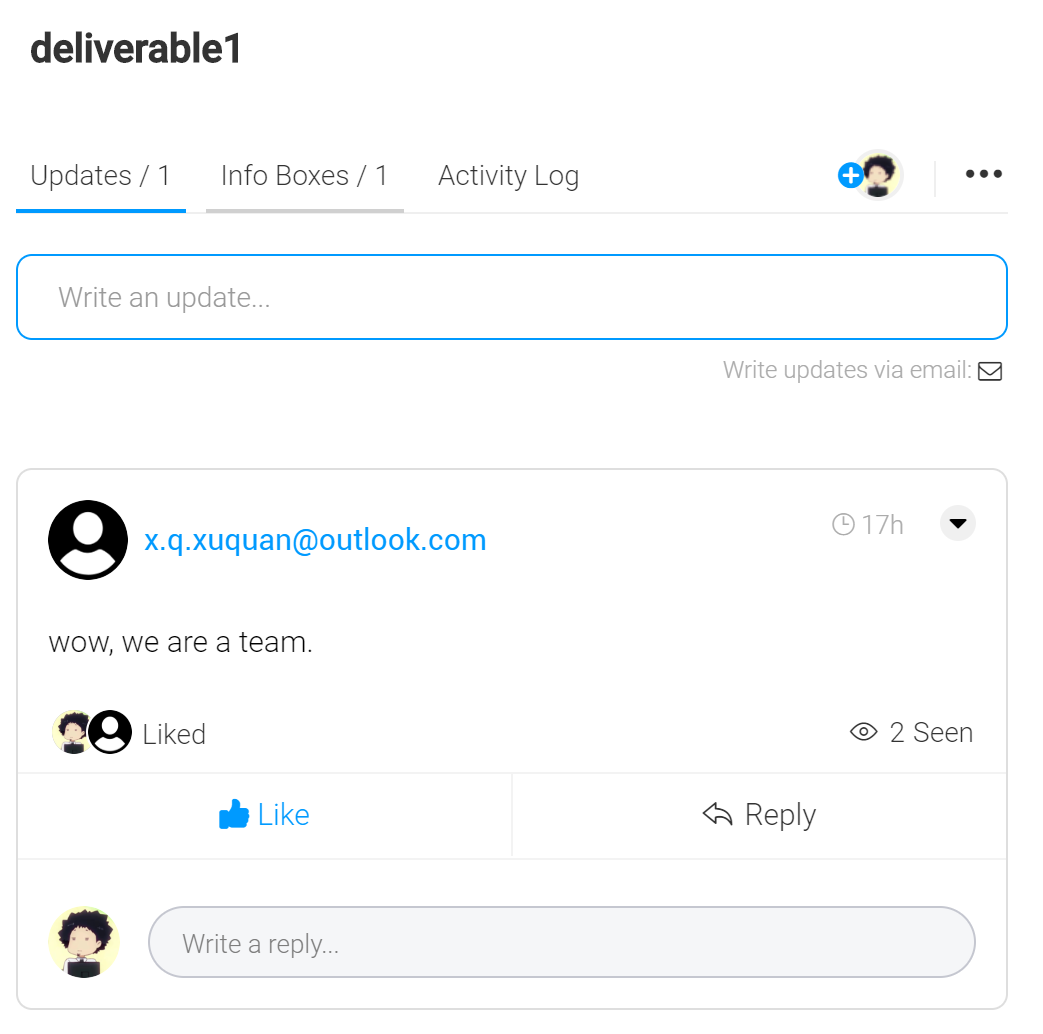 deliverable1
Updates / 1 Info Boxes / 1 Activity Log
Write an update...
Write updates via email:
x.q.xuquan@outlook.com 17h
wow, we are a team.
Liked 2 Seen
Like Reply
Write a reply...